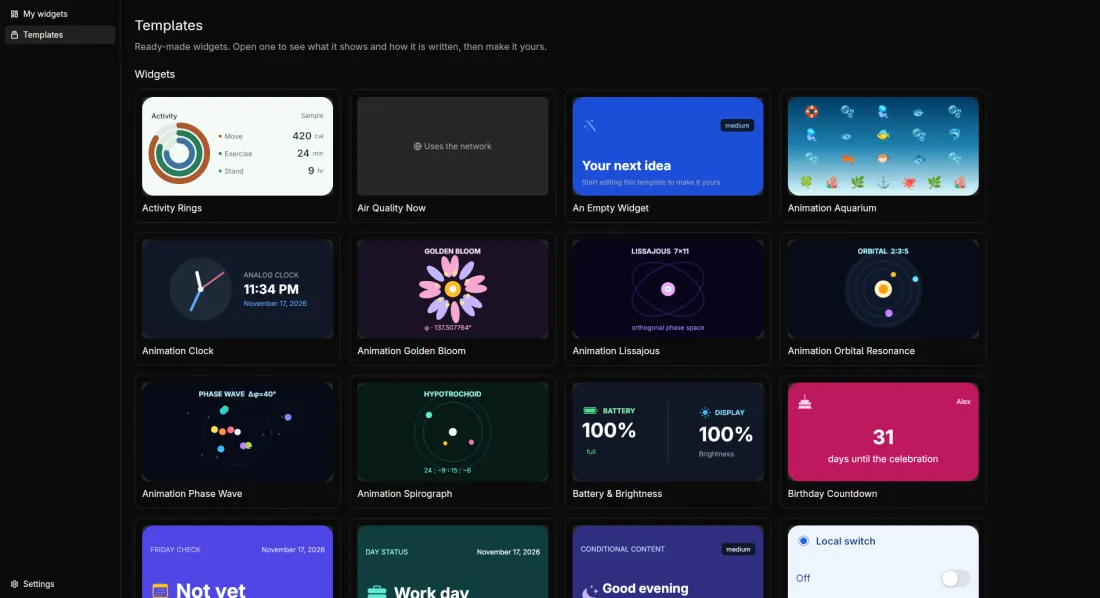 My widgets
Templates
Settings
Templates
Ready-made widgets. Open one to see what it shows and how it is written, then make it yours.
Widgets
Activity
Sample
Move 420 cal
Exercise 24 min
Stand 9 hr
Activity Rings
Uses the network
Air Quality Now
medium
Your next idea
Start editing this template to make it yours.
An Empty Widget
Animation Aquarium
ANALOG CLOCK
11:34 PM
November 17, 2026
Animation Clock
GOLDEN BLOOM
φ · 137.507764°
Animation Golden Bloom
LISSAJOUS 7×11
orthogonal phase space
Animation Lissajous
ORBITAL 2:3:5
Animation Orbital Resonance
PHASE WAVE Δφ=40°
Animation Phase Wave
HYPOTROCHOID
24 : −9 : 15 : −6
Animation Spirograph
BATTERY
100%
full
DISPLAY
100%
Brightness
Battery & Brightness
Alex
31
days until the celebration
Birthday Countdown
FRIDAY CHECK
November 17, 2026
Not yet
DAY STATUS
November 17, 2026
Work day
CONDITIONAL CONTENT
medium
Good evening
Local switch
Off